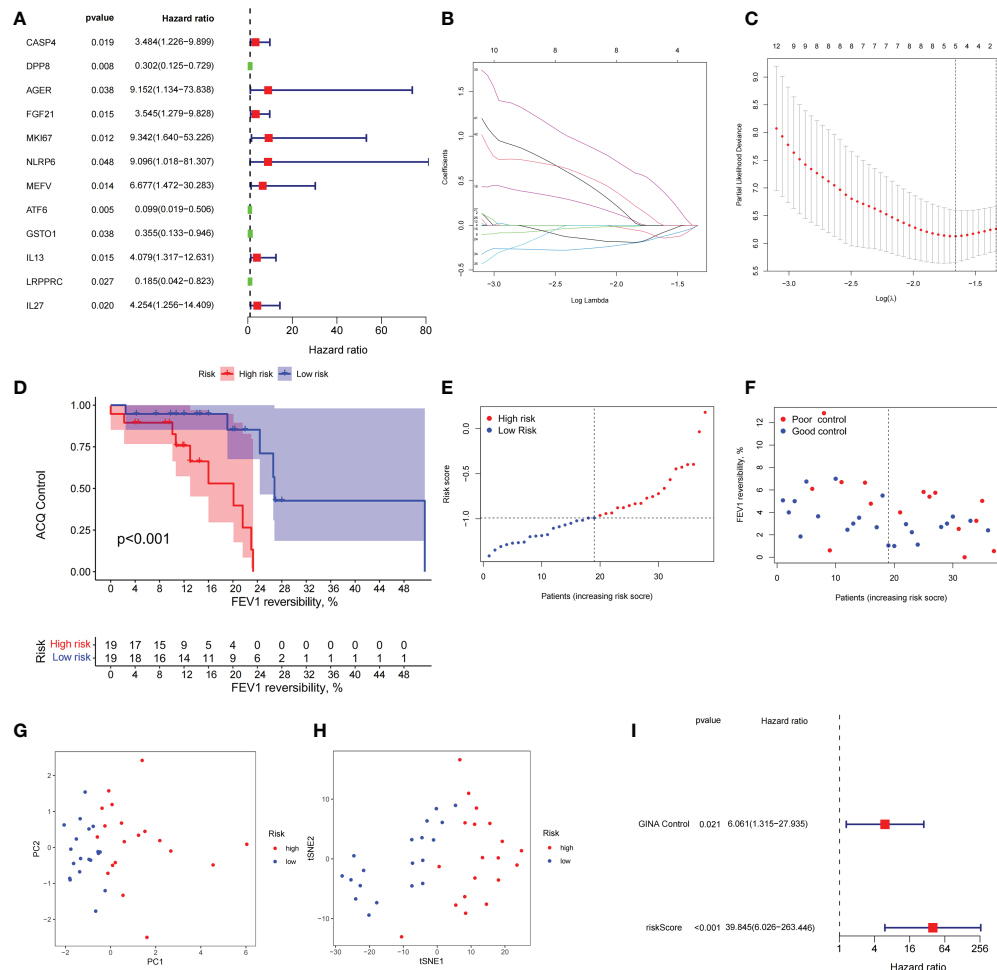 A
pvalue Hazard ratio
CASP4 0.019 3.484(1.226−9.899)
DPP8 0.008 0.302(0.125−0.729)
AGER 0.038 9.152(1.134−73.838)
FGF21 0.015 3.545(1.279−9.828)
MKI67 0.012 9.342(1.640−53.226)
NLRP6 0.048 9.096(1.018−81.307)
MEFV 0.014 6.677(1.472−30.283)
ATF6 0.005 0.099(0.019−0.506)
GSTO1 0.038 0.355(0.133−0.946)
IL13 0.015 4.079(1.317−12.631)
LRPPRC 0.027 0.185(0.042−0.823)
IL27 0.020 4.254(1.256−14.409)
0 20 40 60 80
Hazard ratio
B
10 8 5 5 4
Coefficients
1.5
1.0
0.5
0.0
−0.5
−3.0 −2.5 −2.0 −1.5
Log Lambda
C
12 9 9 8 8 8 7 7 7 8 8 8 5 5 4 2
Partial Likelihood Deviance
9.0
8.5
8.0
7.5
7.0
6.5
6.0
5.5
−3.0 −2.5 −2.0 −1.5
Log(λ)
D
Risk High risk Low risk
ACQ Control
1.00
0.75
0.50
0.25
0.00
p<0.001
0 4 8 12 16 20 24 28 32 36 40 44 48
FEV1 reversibility, %
Risk
High risk 19 17 15 9 5 4 0 0 0 0 0 0 0
Low risk 19 18 16 14 11 9 6 2 1 1 1 1 1
0 4 8 12 16 20 24 28 32 36 40 44 48
FEV1 reversibility, %
E
High risk
Low Risk
Risk score
0.0
−0.5
−1.0
0 10 20 30
Patients (increasing risk socre)
F
Poor control
Good control
FEV1 reversibility, %
12
10
8
6
4
2
0
0 10 20 30
Patients (increasing risk socre)
G
PC2
2
1
0
−1
−2
−2 0 2 4 6
PC1
Risk
high
low
H
tSNE2
10
0
−10
−30 −20 −10 0 10 20
tSNE1
Risk
high
low
I
pvalue Hazard ratio
GINA Control 0.021 6.061(1.315−27.935)
riskScore <0.001 39.845(6.026−263.446)
1 4 16 64 256
Hazard ratio